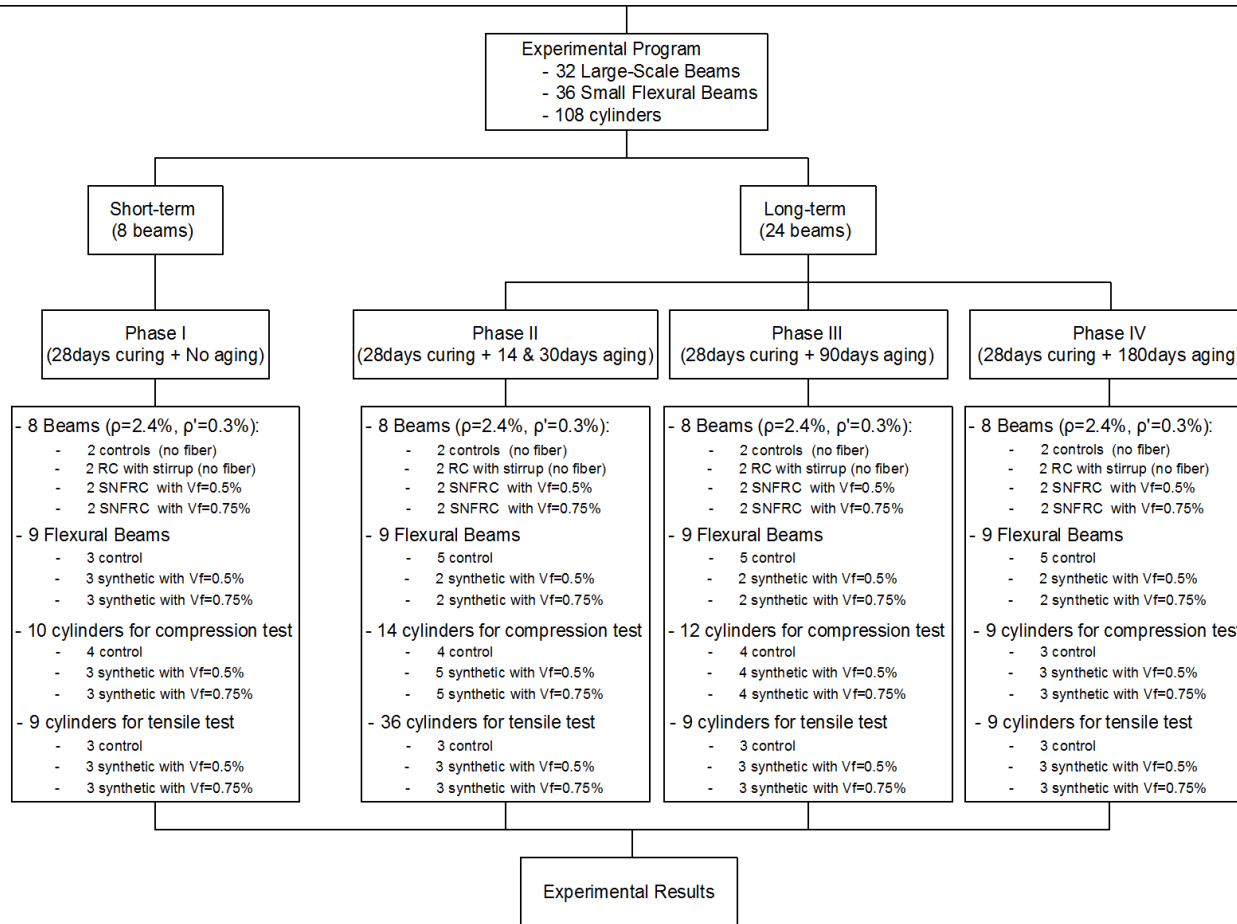 Experimental Program
- 32 Large-Scale Beams
- 36 Small Flexural Beams
- 108 cylinders
Short-term
(8 beams)
Long-term
(24 beams)
Phase I
(28days curing + No aging)
Phase II
(28days curing + 14 & 30days aging)
Phase III
(28days curing + 90days aging)
Phase IV
(28days curing + 180days aging)
- 8 Beams (ρ=2.4%, ρ'=0.3%):
- 2 controls (no fiber)
- 2 RC with stirrup (no fiber)
- 2 SNFRC with Vf=0.5%
- 2 SNFRC with Vf=0.75%
- 9 Flexural Beams
- 3 control
- 3 synthetic with Vf=0.5%
- 3 synthetic with Vf=0.75%
- 10 cylinders for compression test
- 4 control
- 3 synthetic with Vf=0.5%
- 3 synthetic with Vf=0.75%
- 9 cylinders for tensile test
- 3 control
- 3 synthetic with Vf=0.5%
- 3 synthetic with Vf=0.75%
- 8 Beams (ρ=2.4%, ρ'=0.3%):
- 2 controls (no fiber)
- 2 RC with stirrup (no fiber)
- 2 SNFRC with Vf=0.5%
- 2 SNFRC with Vf=0.75%
- 9 Flexural Beams
- 5 control
- 2 synthetic with Vf=0.5%
- 2 synthetic with Vf=0.75%
- 14 cylinders for compression test
- 4 control
- 5 synthetic with Vf=0.5%
- 5 synthetic with Vf=0.75%
- 36 cylinders for tensile test
- 3 control
- 3 synthetic with Vf=0.5%
- 3 synthetic with Vf=0.75%
- 8 Beams (ρ=2.4%, ρ'=0.3%):
- 2 controls (no fiber)
- 2 RC with stirrup (no fiber)
- 2 SNFRC with Vf=0.5%
- 2 SNFRC with Vf=0.75%
- 9 Flexural Beams
- 5 control
- 2 synthetic with Vf=0.5%
- 2 synthetic with Vf=0.75%
- 12 cylinders for compression test
- 4 control
- 4 synthetic with Vf=0.5%
- 4 synthetic with Vf=0.75%
- 9 cylinders for tensile test
- 3 control
- 3 synthetic with Vf=0.5%
- 3 synthetic with Vf=0.75%
- 8 Beams (ρ=2.4%, ρ'=0.3%):
- 2 controls (no fiber)
- 2 RC with stirrup (no fiber)
- 2 SNFRC with Vf=0.5%
- 2 SNFRC with Vf=0.75%
- 9 Flexural Beams
- 5 control
- 2 synthetic with Vf=0.5%
- 2 synthetic with Vf=0.75%
- 9 cylinders for compression test
- 3 control
- 3 synthetic with Vf=0.5%
- 3 synthetic with Vf=0.75%
- 9 cylinders for tensile test
- 3 control
- 3 synthetic with Vf=0.5%
- 3 synthetic with Vf=0.75%
Experimental Results